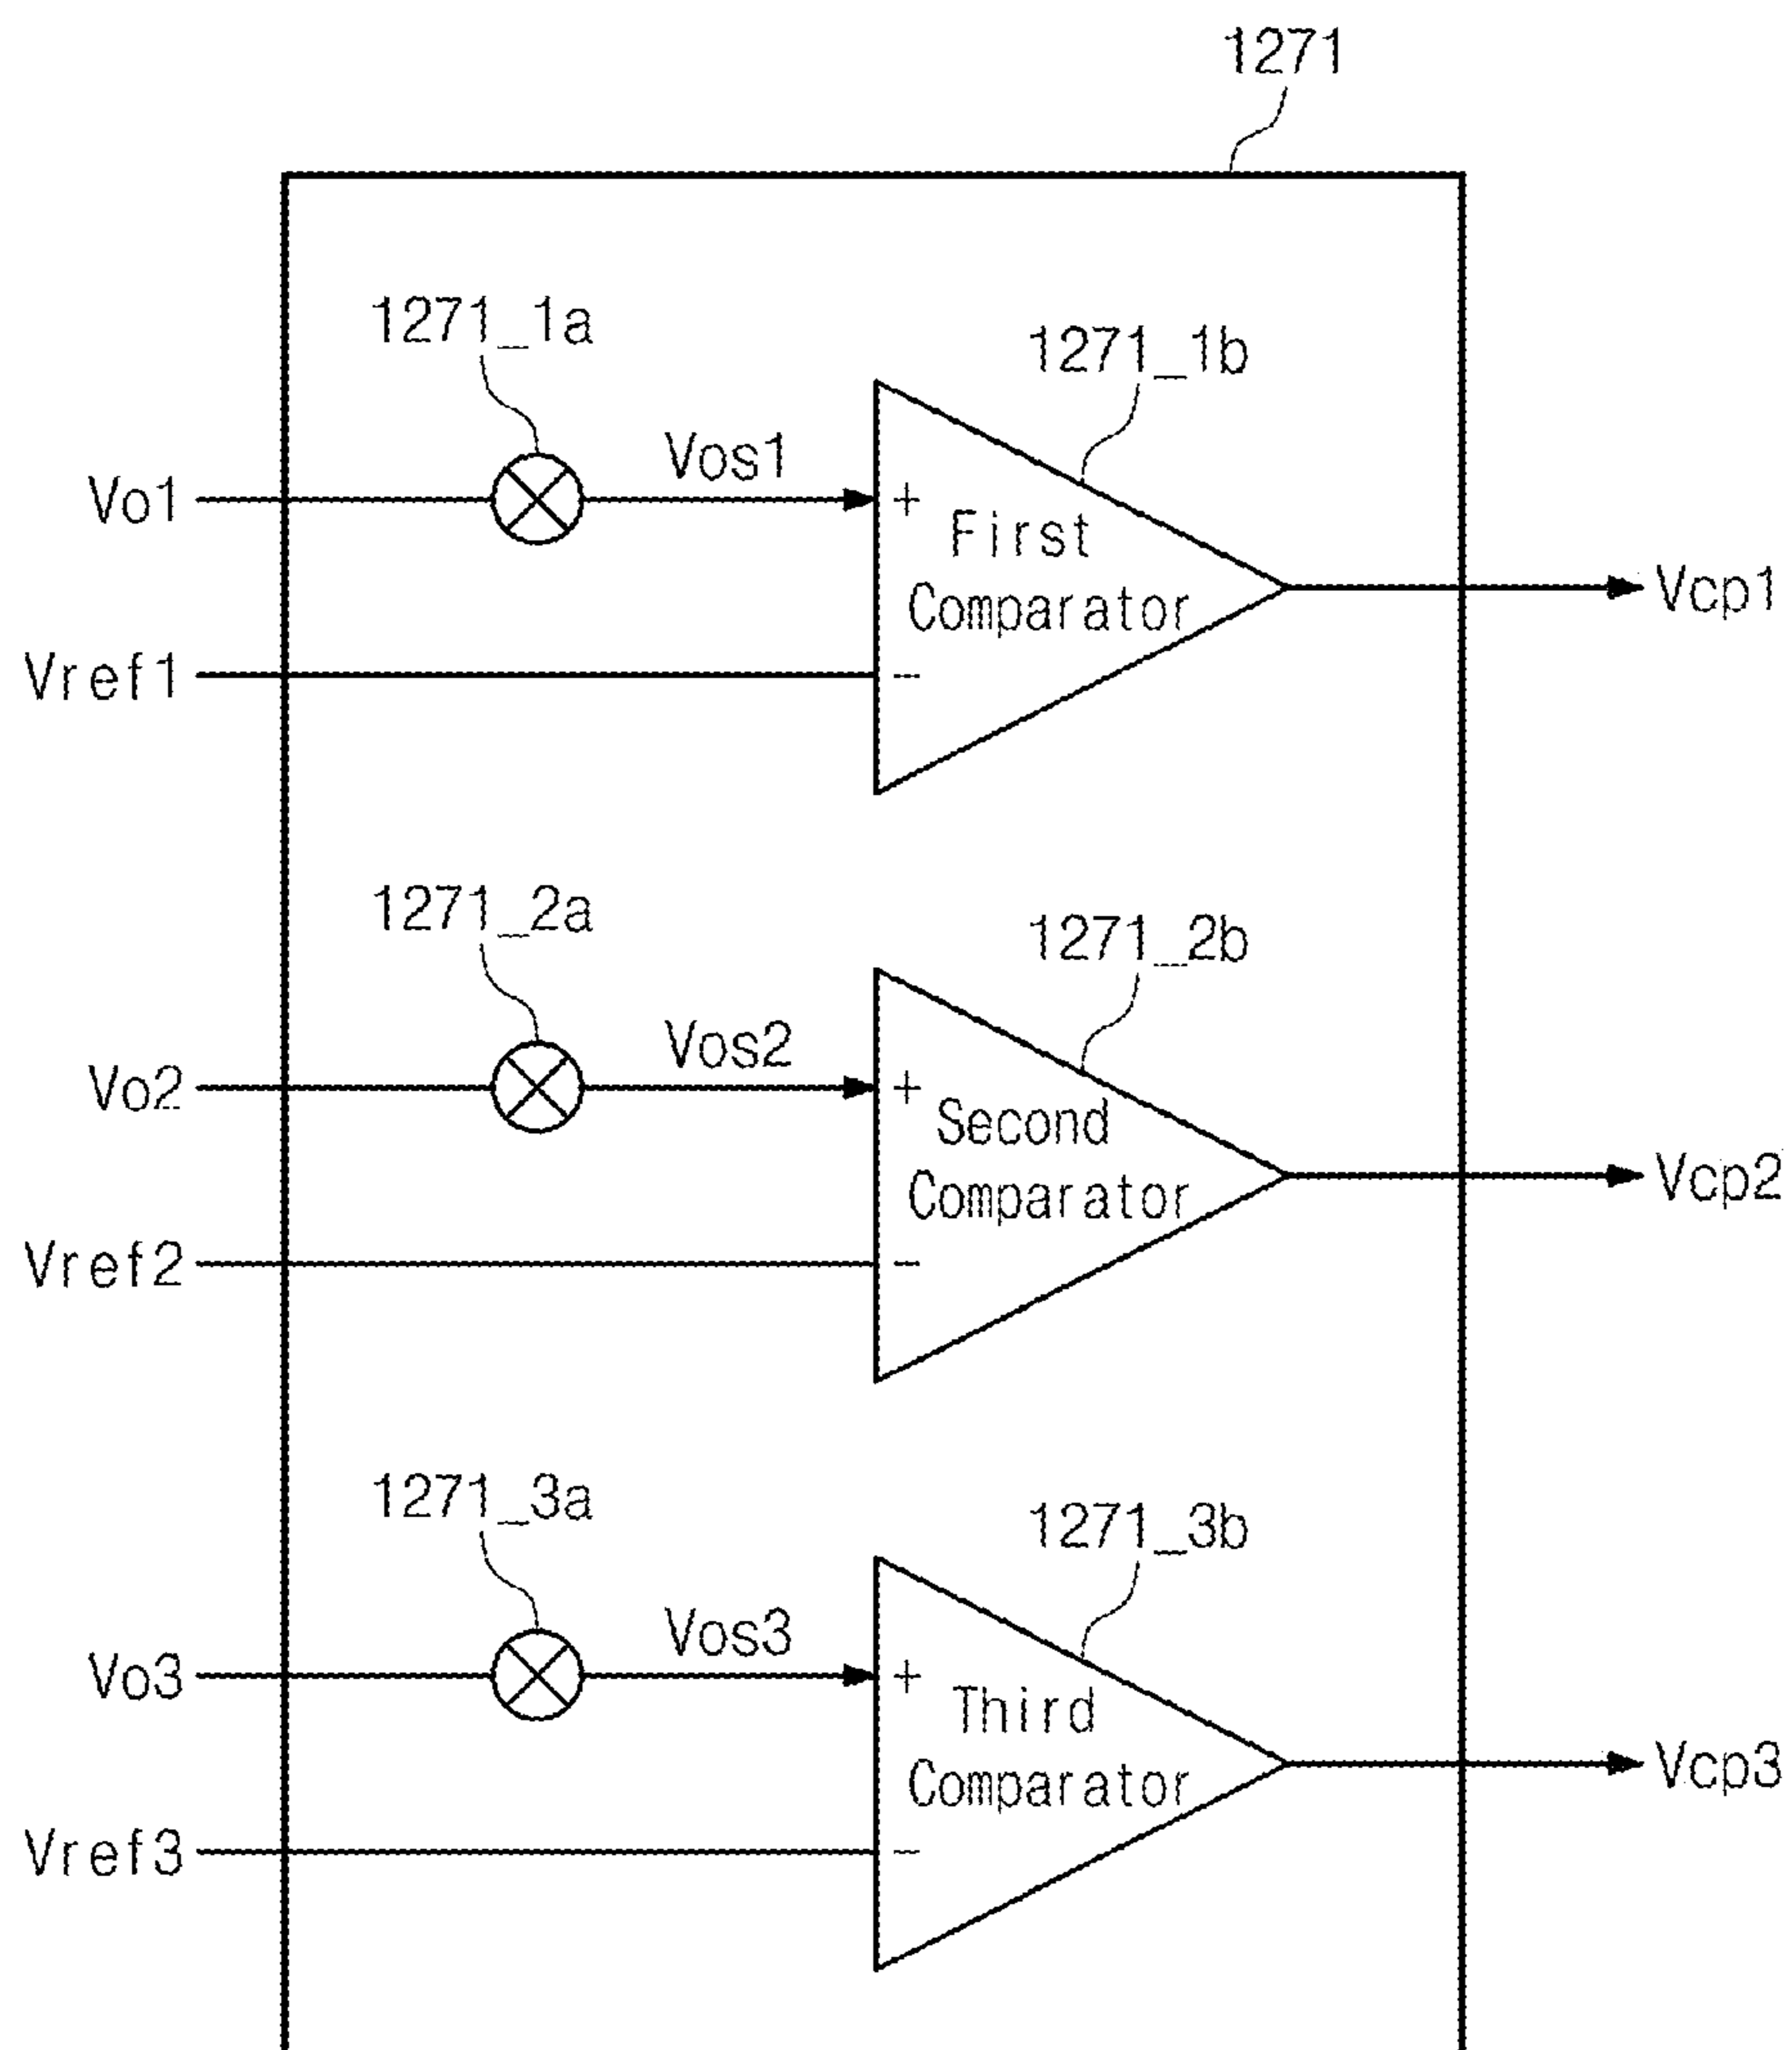 1271
1271_1a
1271_1b
Vo1
Vos1
+
First
Comparator
Vcp1
Vref1
-
1271_2a
1271_2b
Vo2
Vos2
+
Second
Comparator
Vcp2
Vref2
-
1271_3a
1271_3b
Vo3
Vos3
+
Third
Comparator
Vcp3
Vref3
-